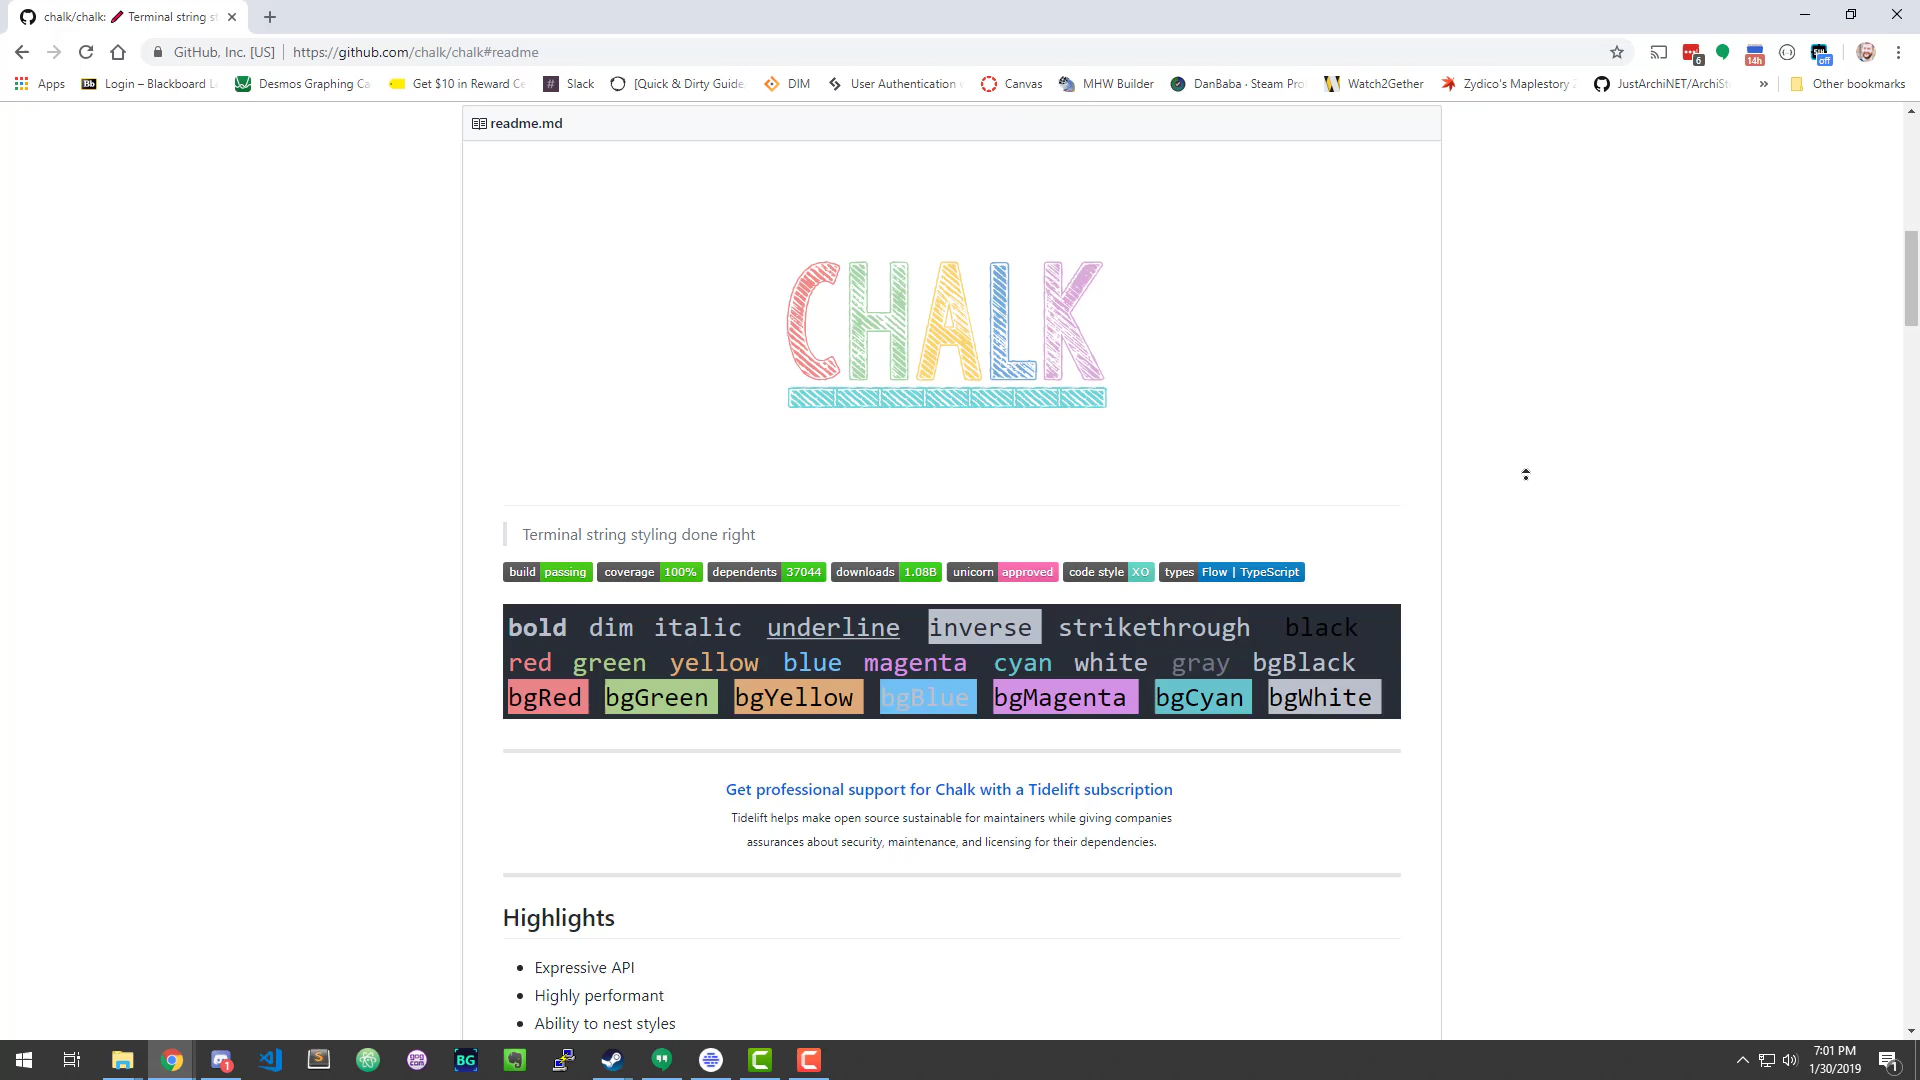 chalk/chalk: Terminal string st
GitHub, Inc. [US] https://github.com/chalk/chalk#readme
6 14h off
Apps Login – Blackboard L Desmos Graphing Ca Get $10 in Reward Ce Slack [Quick & Dirty Guide DIM User Authentication Canvas MHW Builder DanBaba · Steam Pro Watch2Gether Zydico's Maplestory JustArchiNET/ArchiSt » Other bookmarks
readme.md
CHALK
Terminal string styling done right
build passing coverage 100% dependents 37044 downloads 1.08B unicorn approved code style XO types Flow | TypeScript
bold dim italic underline inverse strikethrough black
red green yellow blue magenta cyan white gray bgBlack
bgRed bgGreen bgYellow bgBlue bgMagenta bgCyan bgWhite
Get professional support for Chalk with a Tidelift subscription
Tidelift helps make open source sustainable for maintainers while giving companies
assurances about security, maintenance, and licensing for their dependencies.
Highlights
Expressive API
Highly performant
Ability to nest styles
7:01 PM
1/30/2019